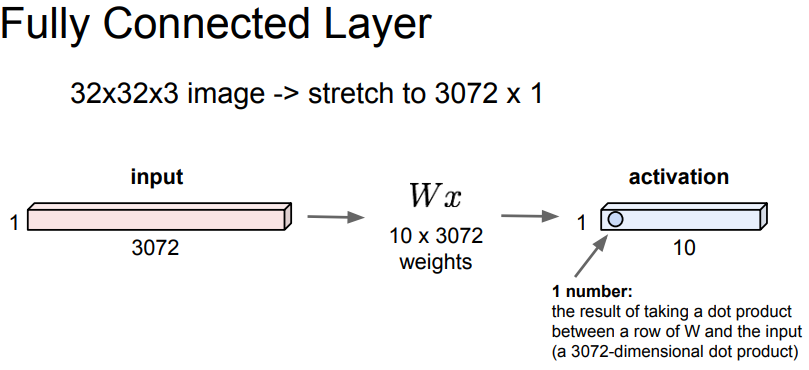 Fully Connected Layer
32x32x3 image -> stretch to 3072 x 1
input
1
3072
Wx
10 x 3072
weights
activation
1
10
1 number:
the result of taking a dot product
between a row of W and the input
(a 3072-dimensional dot product)